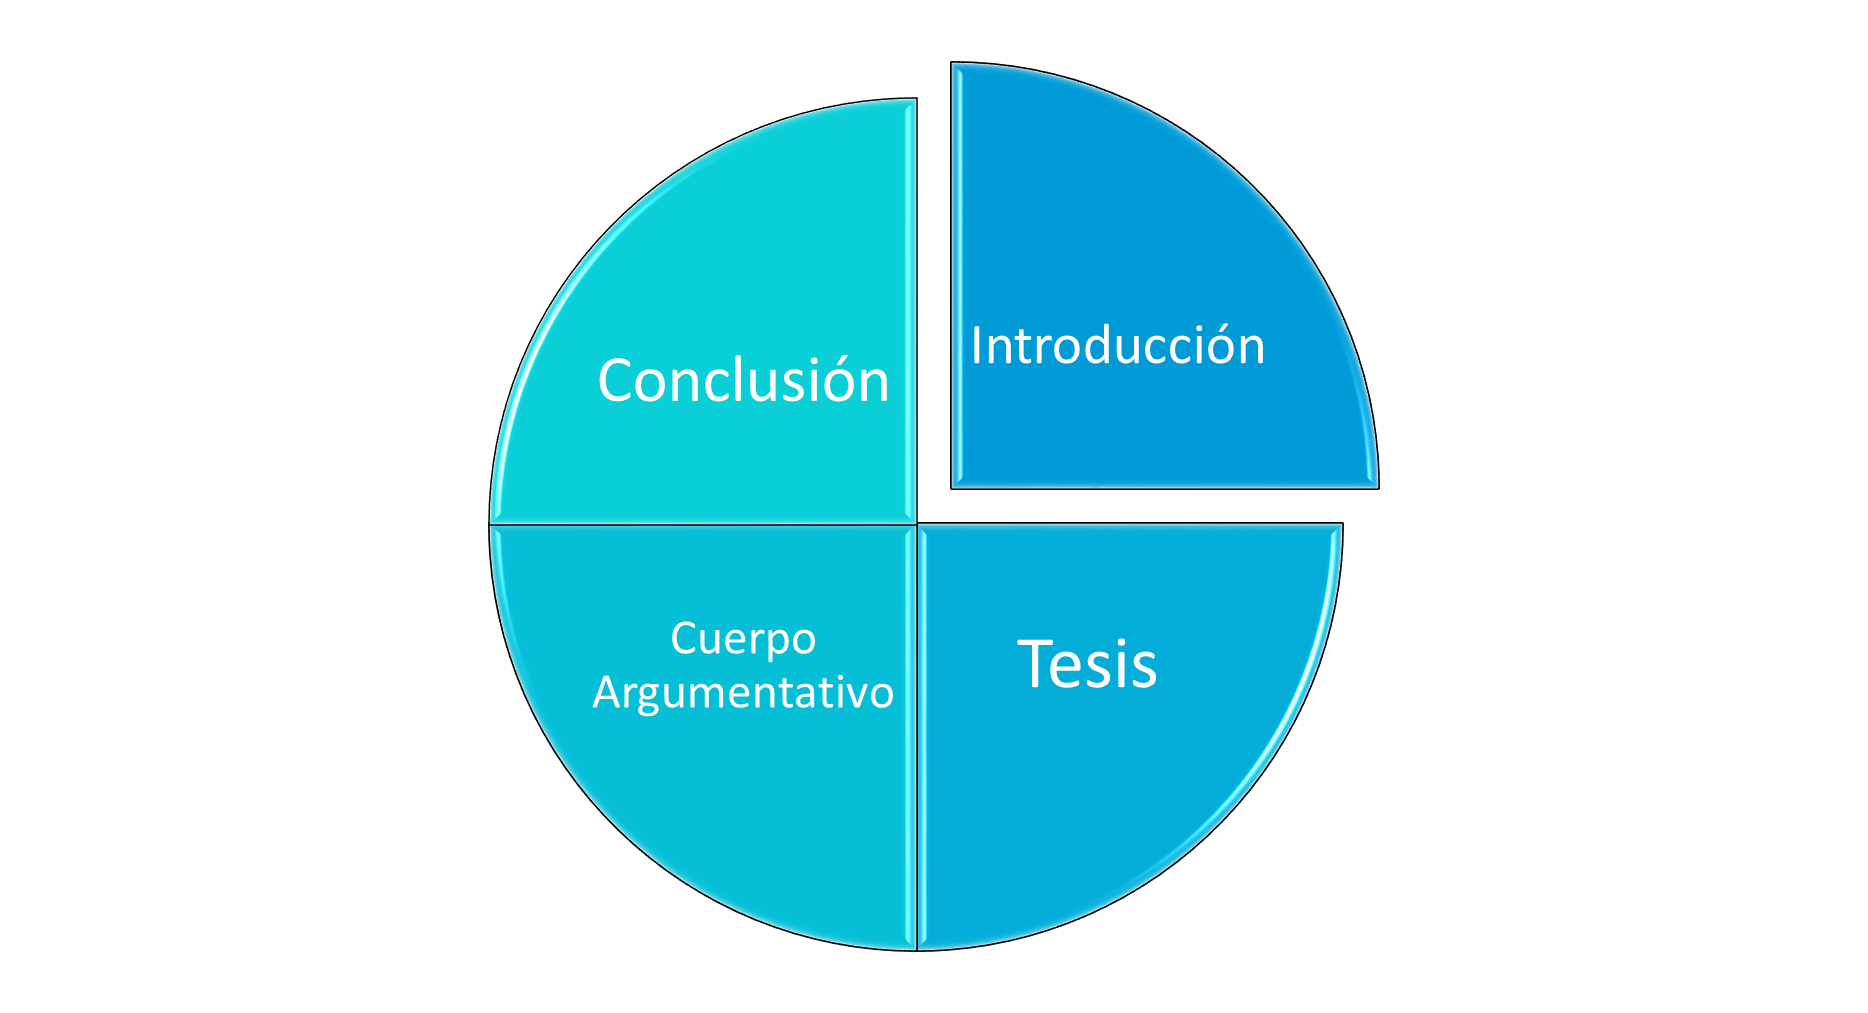 Introducción
Conclusión
Cuerpo
Argumentativo
Tesis